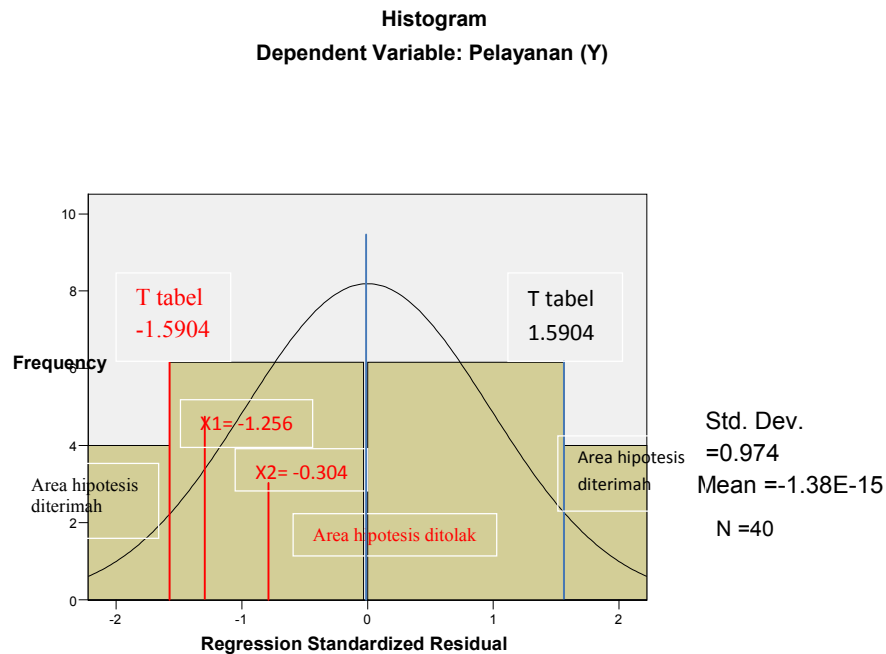 Histogram
Dependent Variable: Pelayanan (Y)
10
8
6
4
2
0
Frequency
T tabel
-1.5904
T tabel
1.5904
X1= -1.256
X2= -0.304
Area hipotesis
diterimah
Area hipotesis ditolak
Area hipotesis
diterimah
Std. Dev.
=0.974
Mean =-1.38E-15
N =40
-2
-1
0
1
2
Regression Standardized Residual